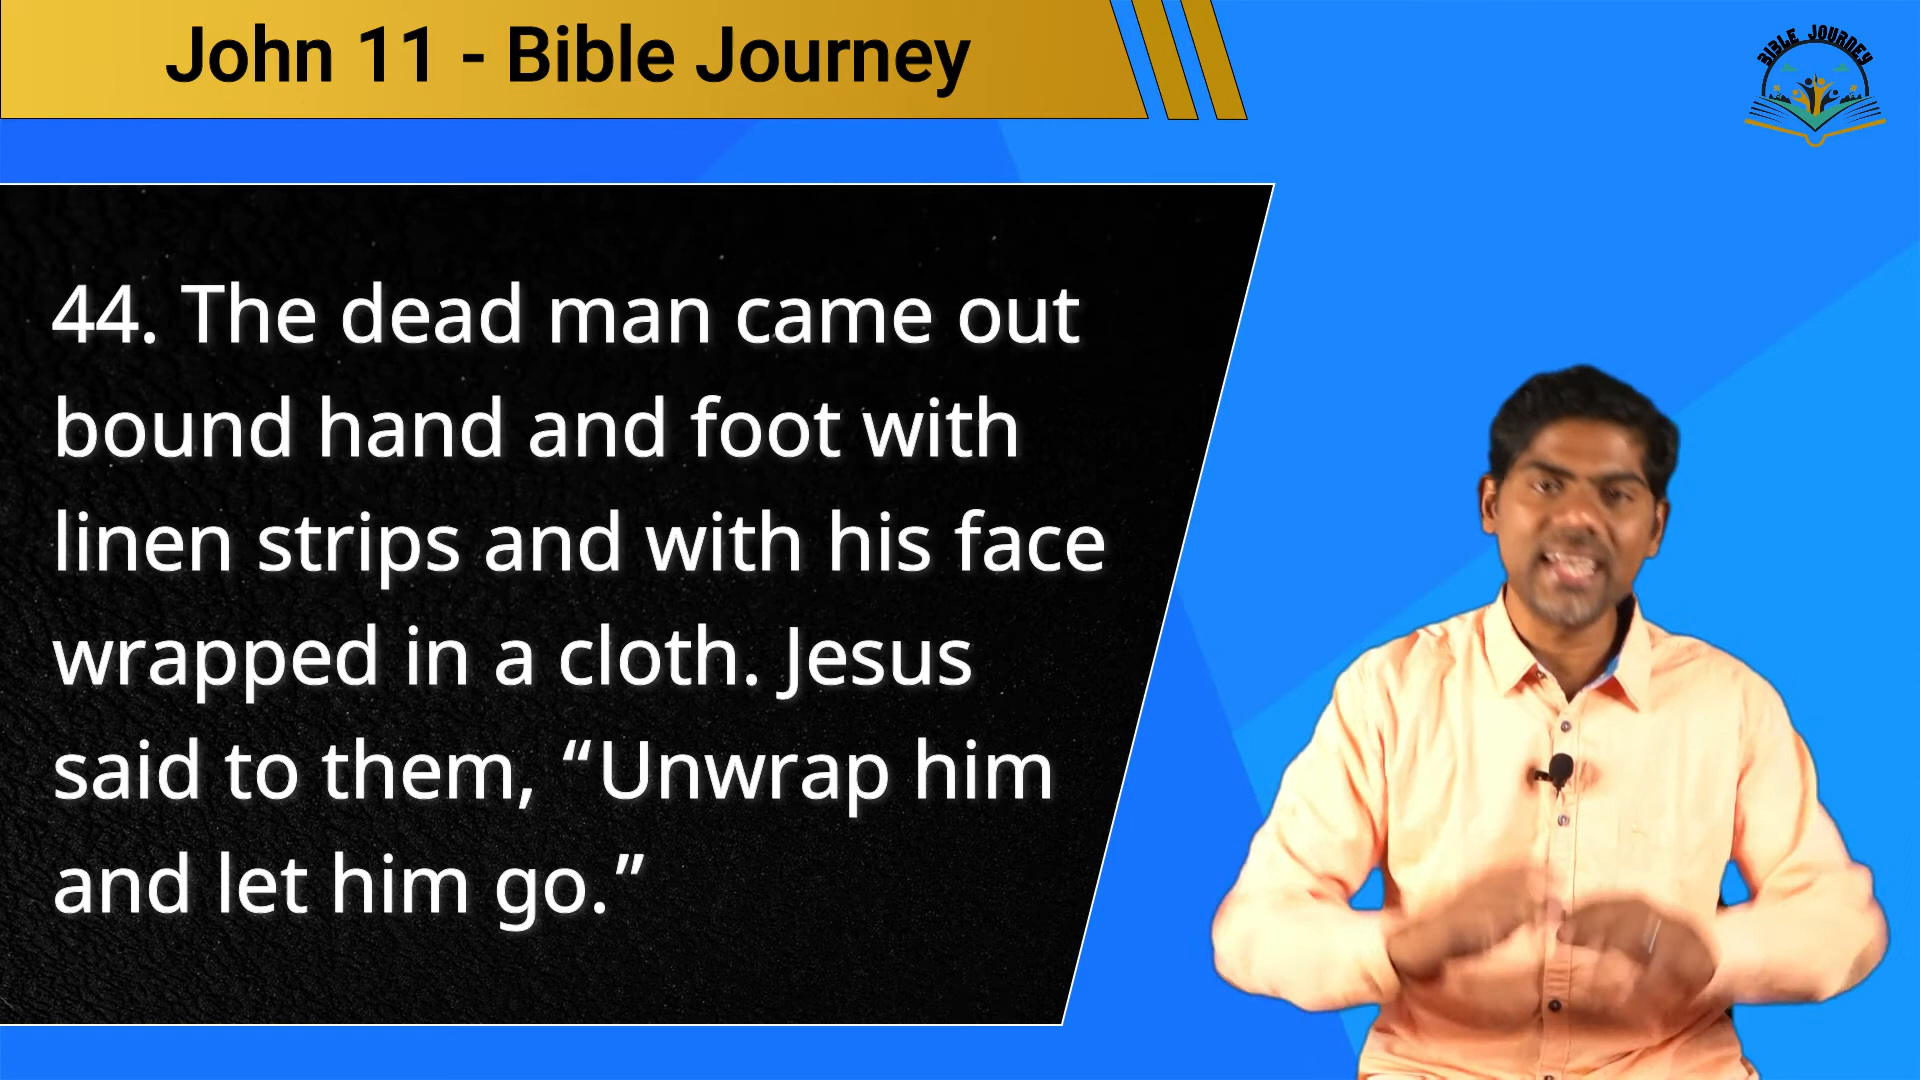 John 11 - Bible Journey
BIBLE JOURNEY
44. The dead man came out
bound hand and foot with
linen strips and with his face
wrapped in a cloth. Jesus
said to them, “Unwrap him
and let him go.”